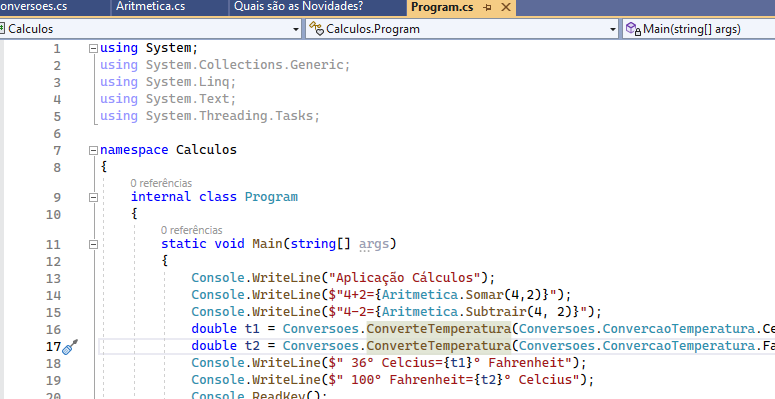 onversoes.cs Aritmetica.cs Quais são as Novidades? Program.cs
Calculos Calculos.Program Main(string[] args)
1 using System;
2 using System.Collections.Generic;
3 using System.Linq;
4 using System.Text;
5 using System.Threading.Tasks;
6
7 namespace Calculos
8 {
0 referências
9 internal class Program
10 {
0 referências
11 static void Main(string[] args)
12 {
13 Console.WriteLine("Aplicação Cálculos");
14 Console.WriteLine($"4+2={Aritmetica.Somar(4,2)}");
15 Console.WriteLine($"4-2={Aritmetica.Subtrair(4, 2)}");
16 double t1 = Conversoes.ConverteTemperatura(Conversoes.ConvercaoTemperatura.Ce
17 double t2 = Conversoes.ConverteTemperatura(Conversoes.ConvercaoTemperatura.Fa
18 Console.WriteLine($" 36° Celcius={t1}° Fahrenheit");
19 Console.WriteLine($" 100° Fahrenheit={t2}° Celcius");
20 Console.ReadKey();